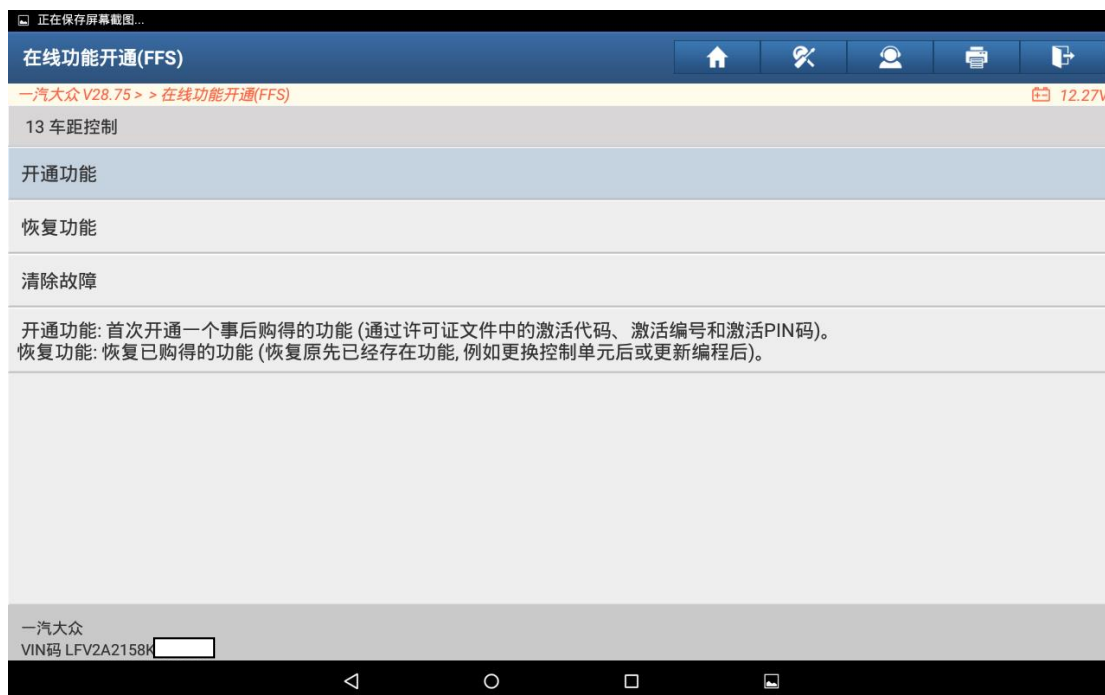 正在保存屏幕截图...
在线功能开通(FFS)
一汽大众 V28.75 > > 在线功能开通(FFS)
12.27V
13 车距控制
开通功能
恢复功能
清除故障
开通功能: 首次开通一个事后购得的功能 (通过许可证文件中的激活代码、激活编号和激活PIN码)。
恢复功能: 恢复已购得的功能 (恢复原先已经存在功能, 例如更换控制单元后或更新编程后)。
一汽大众
VIN码 LFV2A2158K